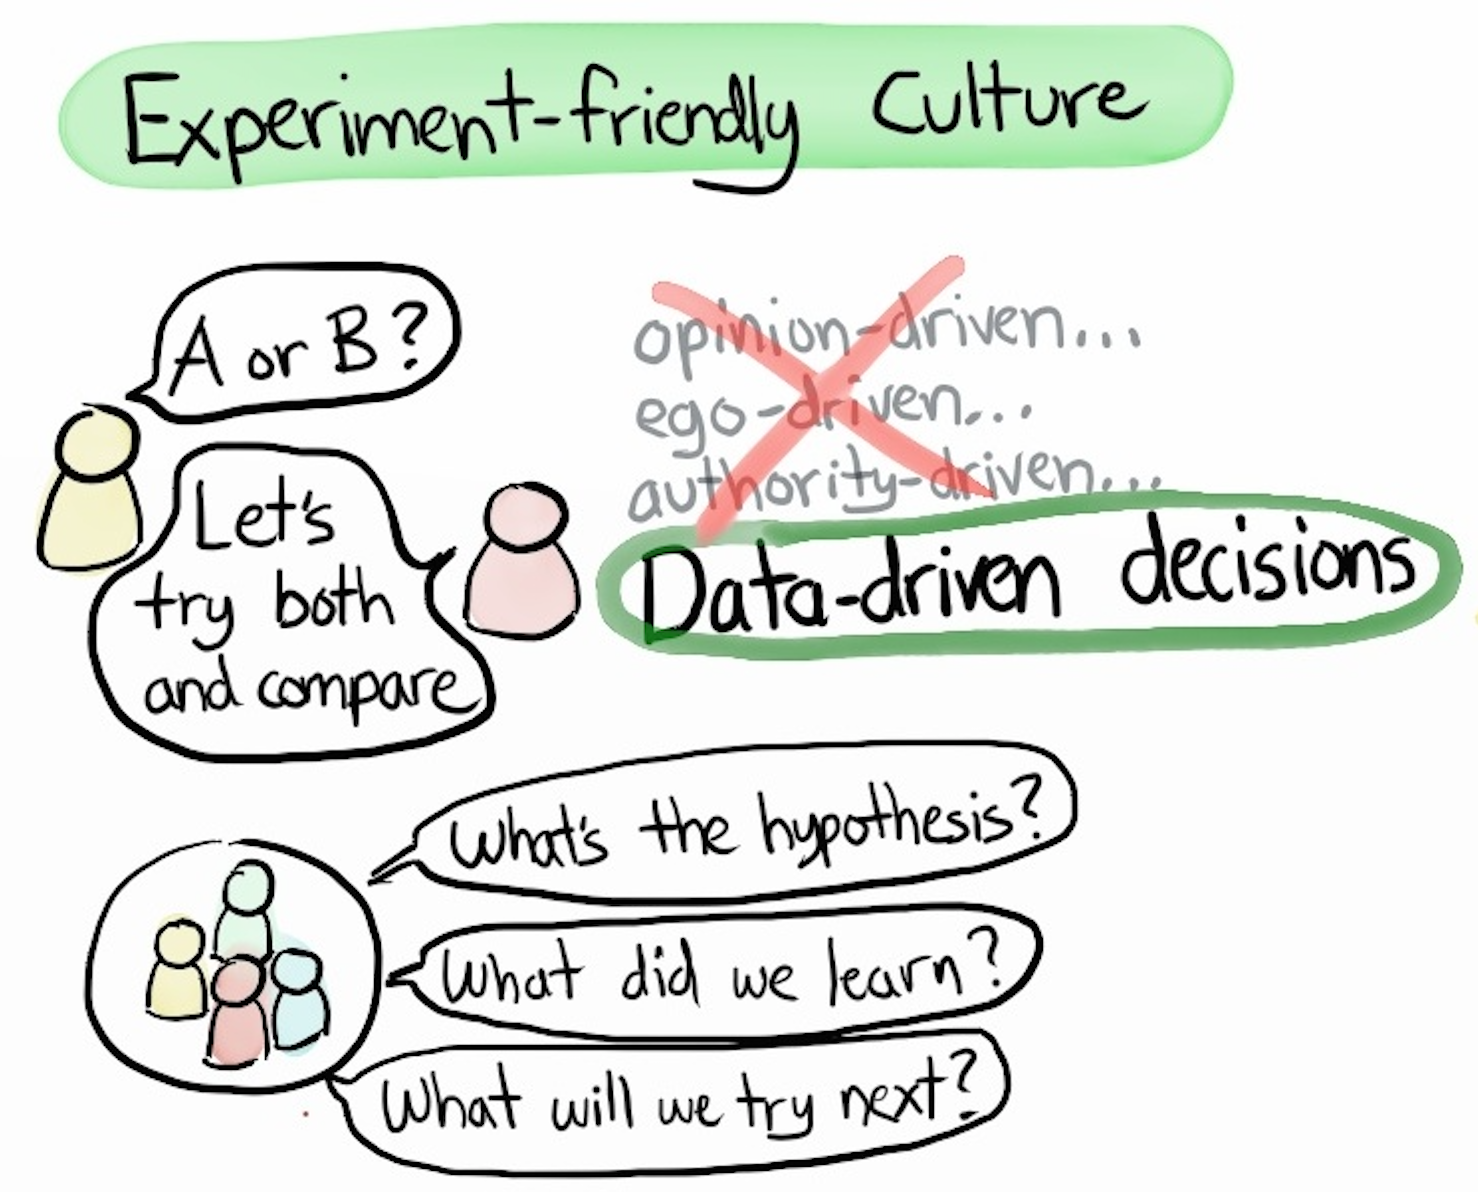 Experiment-friendly Culture
A or B?
Let's
try both
and compare
opinion-driven...
ego-driven...
authority-driven...
Data-driven decisions
What's the hypothesis?
What did we learn?
What will we try next?